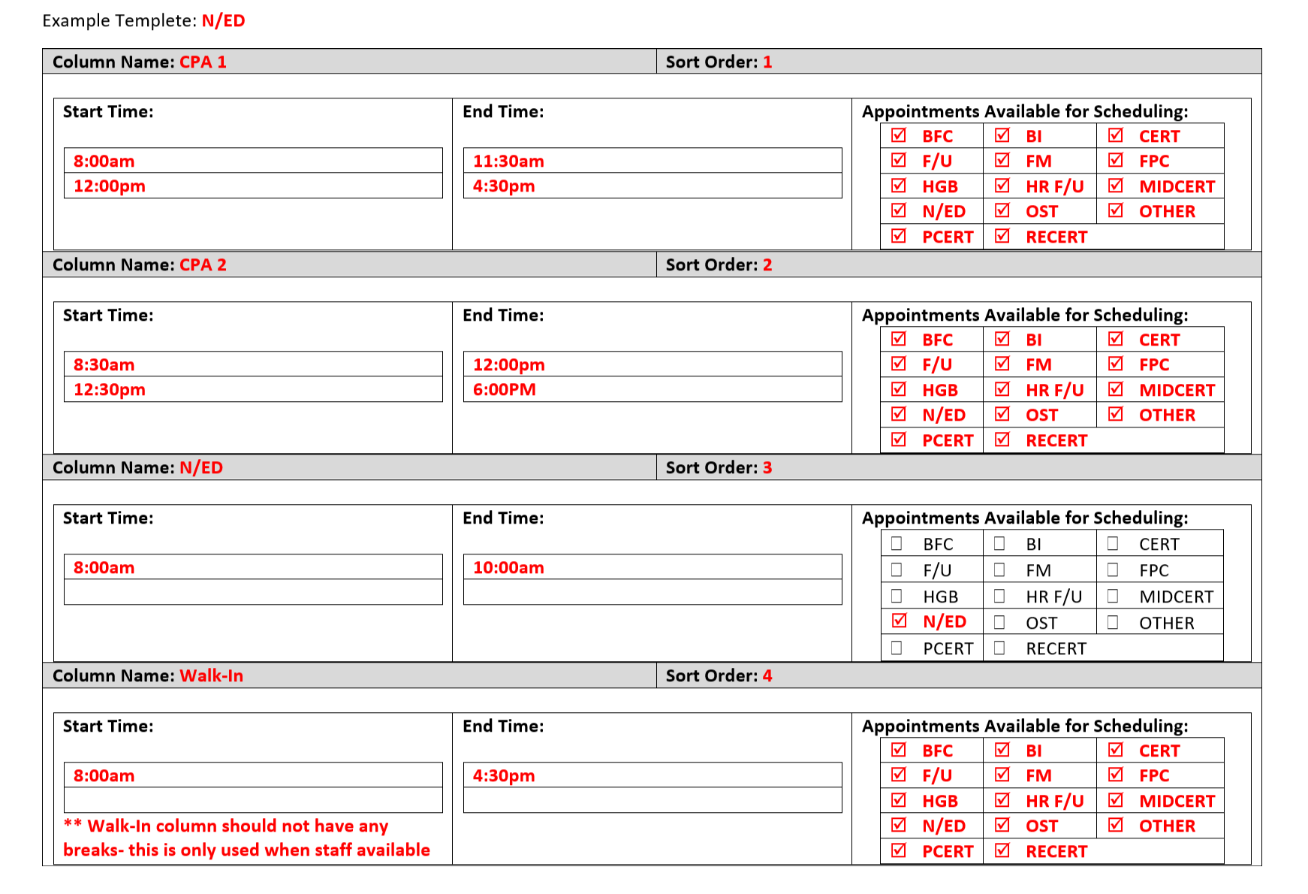 Example Templete: N/ED
Column Name: CPA 1 Sort Order: 1
Start Time: End Time: Appointments Available for Scheduling:
☑ BFC ☑ BI ☑ CERT
8:00am 11:30am ☑ F/U ☑ FM ☑ FPC
12:00pm 4:30pm ☑ HGB ☑ HR F/U ☑ MIDCERT
☑ N/ED ☑ OST ☑ OTHER
☑ PCERT ☑ RECERT
Column Name: CPA 2 Sort Order: 2
Start Time: End Time: Appointments Available for Scheduling:
☑ BFC ☑ BI ☑ CERT
8:30am 12:00pm ☑ F/U ☑ FM ☑ FPC
12:30pm 6:00PM ☑ HGB ☑ HR F/U ☑ MIDCERT
☑ N/ED ☑ OST ☑ OTHER
☑ PCERT ☑ RECERT
Column Name: N/ED Sort Order: 3
Start Time: End Time: Appointments Available for Scheduling:
☐ BFC ☐ BI ☐ CERT
8:00am 10:00am ☐ F/U ☐ FM ☐ FPC
☐ HGB ☐ HR F/U ☐ MIDCERT
☑ N/ED ☐ OST ☐ OTHER
☐ PCERT ☐ RECERT
Column Name: Walk-In Sort Order: 4
Start Time: End Time: Appointments Available for Scheduling:
☑ BFC ☑ BI ☑ CERT
8:00am 4:30pm ☑ F/U ☑ FM ☑ FPC
☑ HGB ☑ HR F/U ☑ MIDCERT
** Walk-In column should not have any ☑ N/ED ☑ OST ☑ OTHER
breaks- this is only used when staff available ☑ PCERT ☑ RECERT